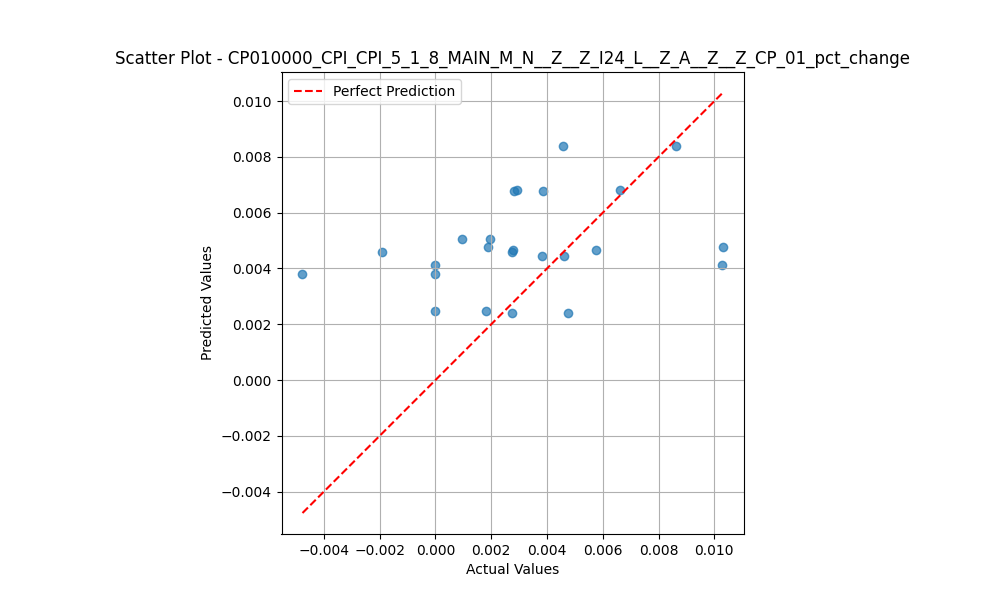 Scatter Plot - CP010000_CPI_CPI_5_1_8_MAIN_M_N__Z__Z_I24_L__Z_A__Z__Z_CP_01_pct_change
Perfect Prediction
0.010
0.008
0.006
0.004
0.002
0.000
−0.002
−0.004
Predicted Values
−0.004 −0.002 0.000 0.002 0.004 0.006 0.008 0.010
Actual Values